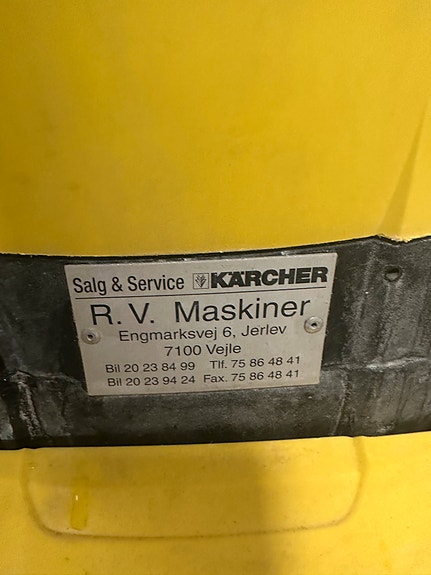 Salg & Service KÄRCHER
R. V. Maskiner
Engmarksvej 6, Jerlev
7100 Vejle
Bil 20 23 84 99 Tlf. 75 86 48 41
Bil 20 23 94 24 Fax. 75 86 48 41